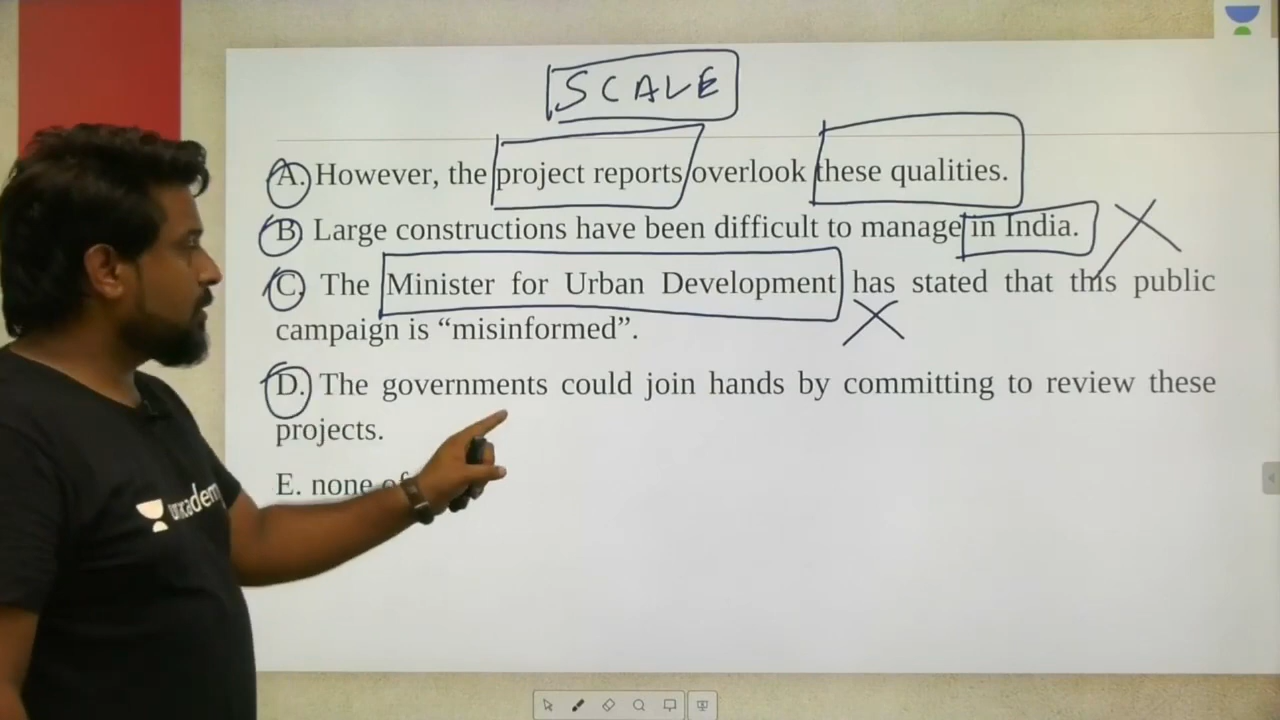 SCALE
A. However, the project reports overlook these qualities.
B) Large constructions have been difficult to manage in India.
C. The Minister for Urban Development has stated that this public
campaign is “misinformed”.
D. The governments could join hands by committing to review these
projects.
E. none of
unacademy